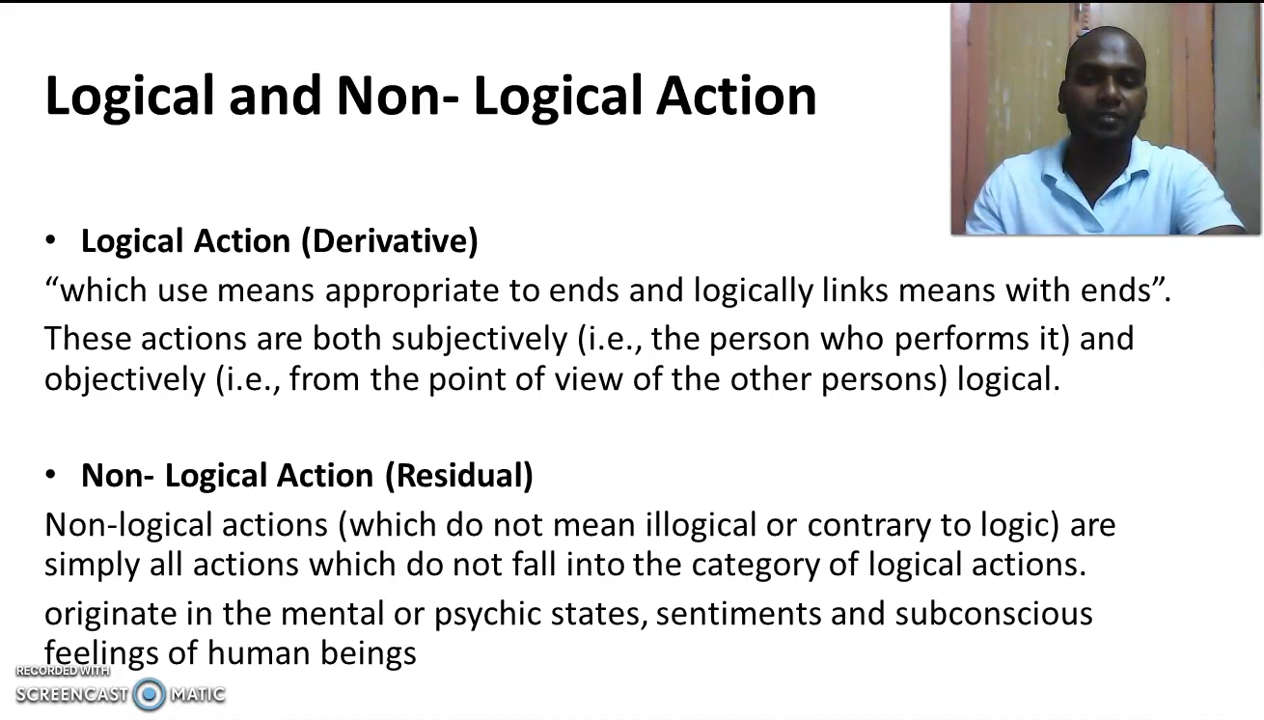 Logical and Non- Logical Action
• Logical Action (Derivative)
“which use means appropriate to ends and logically links means with ends”.
These actions are both subjectively (i.e., the person who performs it) and
objectively (i.e., from the point of view of the other persons) logical.
• Non- Logical Action (Residual)
Non-logical actions (which do not mean illogical or contrary to logic) are
simply all actions which do not fall into the category of logical actions.
originate in the mental or psychic states, sentiments and subconscious
feelings of human beings
RECORDED WITH
SCREENCAST MATIC